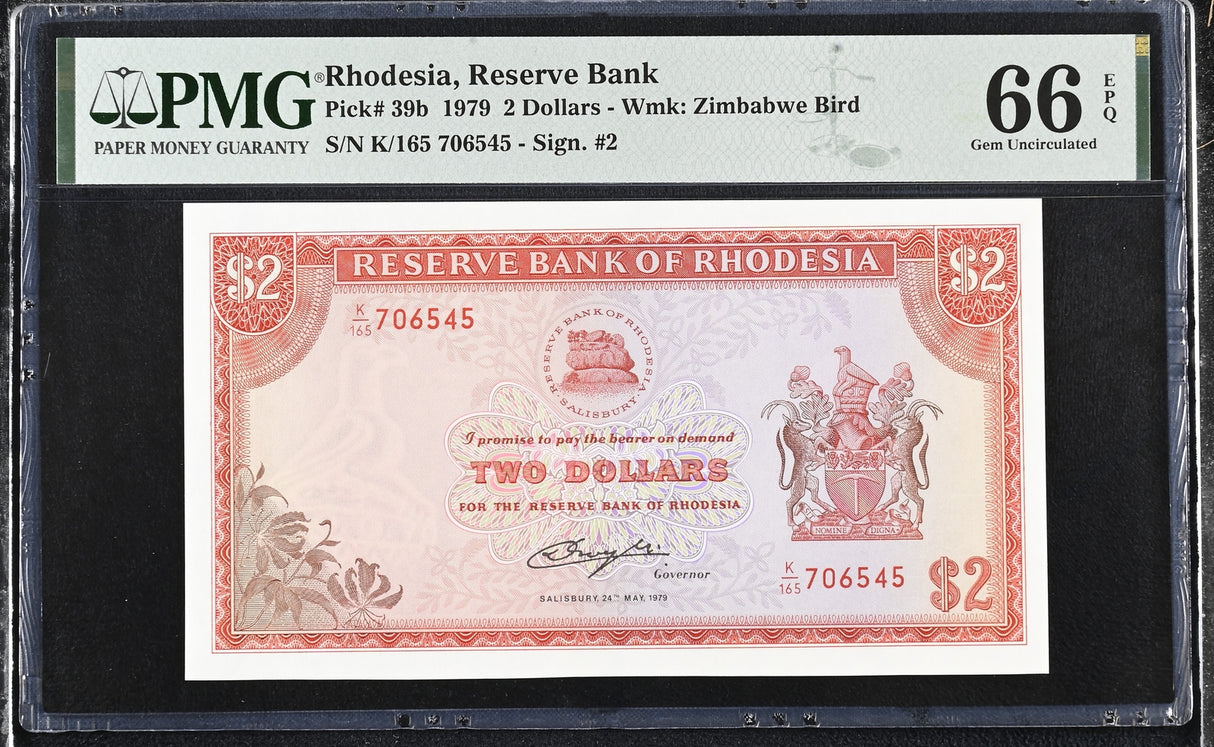 PMG®
PAPER MONEY GUARANTY
Rhodesia, Reserve Bank
Pick# 39b 1979 2 Dollars - Wmk: Zimbabwe Bird
S/N K/165 706545 - Sign. #2
66 EPQ
Gem Uncirculated
$2
RESERVE BANK OF RHODESIA
$2
K/165 706545
RESERVE BANK OF RHODESIA
· SALISBURY ·
I promise to pay the bearer on demand
TWO DOLLARS
FOR THE RESERVE BANK OF RHODESIA
Governor
SALISBURY, 24TH MAY, 1979
NOMINE DIGNA
K/165 706545
$2